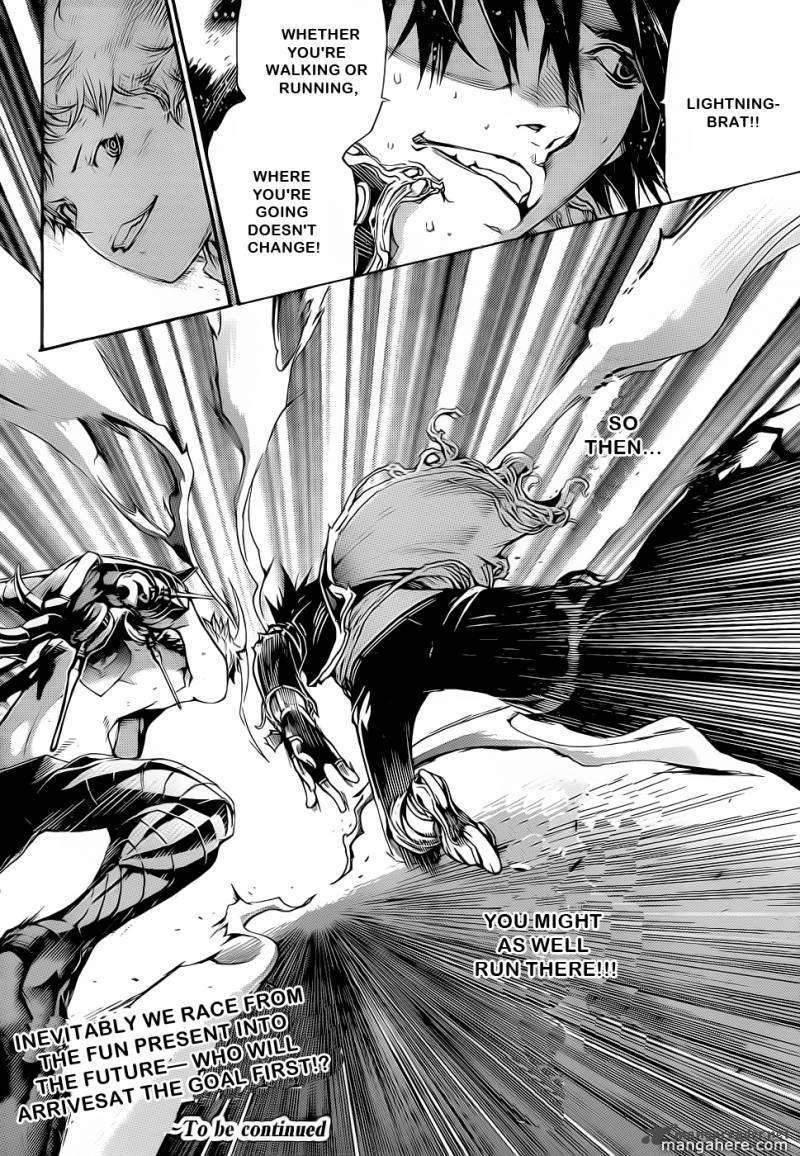 LIGHTNING-
BRAT!!
WHETHER
YOU'RE
WALKING OR
RUNNING,
WHERE
YOU'RE
GOING
DOESN'T
CHANGE!
SO
THEN...
YOU MIGHT
AS WELL
RUN THERE!!!
INEVITABLY WE RACE FROM
THE FUN PRESENT INTO
THE FUTURE— WHO WILL
ARRIVESAT THE GOAL FIRST!?
~To be continued
mangahere.com